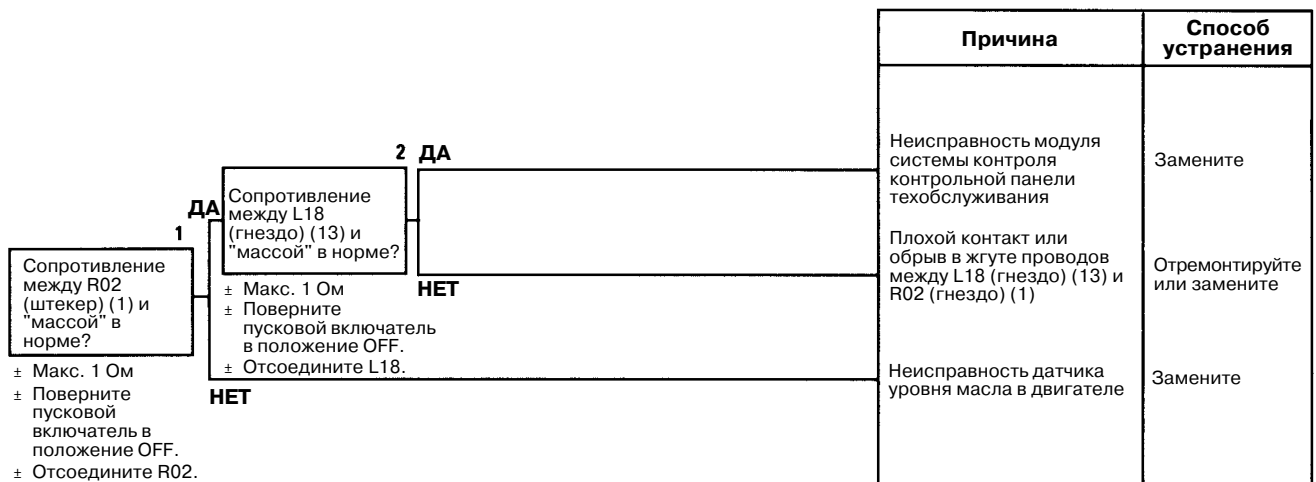 Причина
Способ
устранения
2 ДА
Неисправность модуля
системы контроля
контрольной панели
техобслуживания
Замените
ДА
Сопротивление
между L18
(гнездо) (13) и
"массой" в норме?
1
Сопротивление
между R02
(штекер) (1) и
"массой" в
норме?
Плохой контакт или
обрыв в жгуте проводов
между L18 (гнездо) (13) и
R02 (гнездо) (1)
Отремонтируйте
или замените
НЕТ
± Макс. 1 Ом
± Поверните
пусковой включатель
в положение OFF.
± Отсоедините L18.
Неисправность датчика
уровня масла в двигателе
Замените
НЕТ
± Макс. 1 Ом
± Поверните
пусковой
включатель в
положение OFF.
± Отсоедините R02.